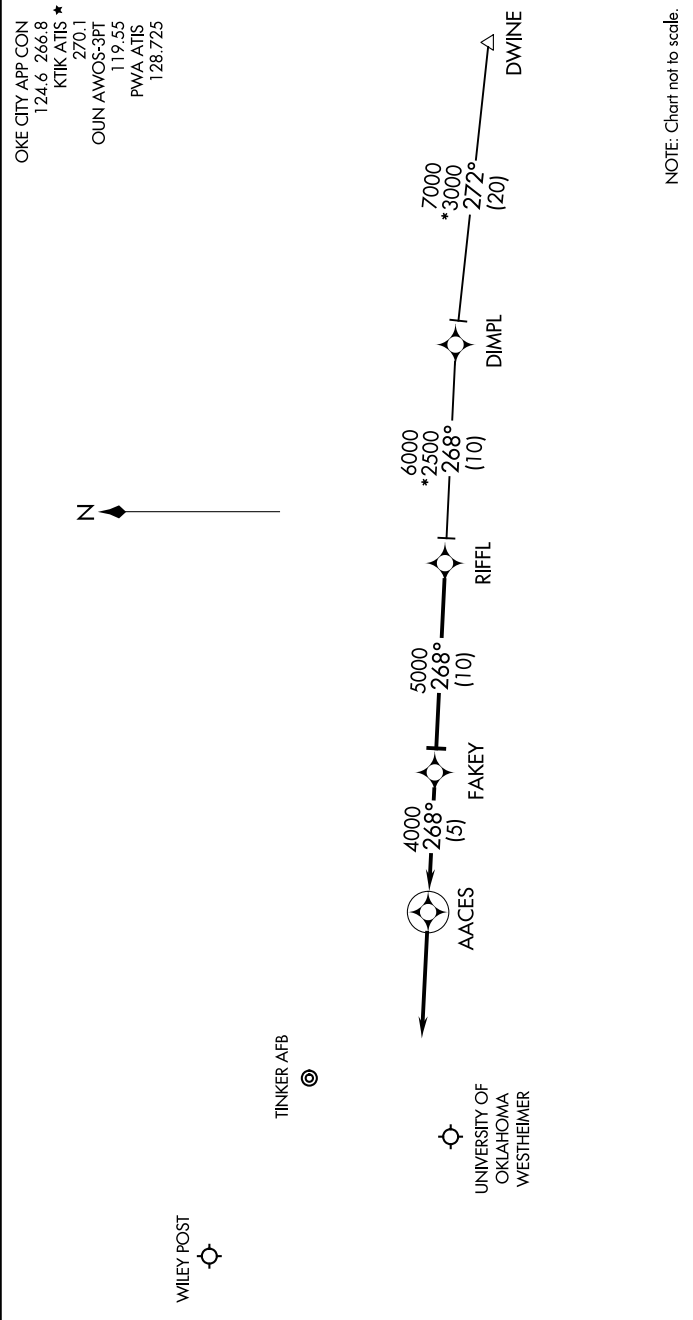 OKE CITY APP CON
124.6 266.8
KTIK ATIS ★
270.1
OUN AWOS-3PT
119.55
PWA ATIS
128.725
N
DWINE
7000
*3000
272°
(20)
DIMPL
6000
*2500
268°
(10)
RIFFL
5000
268°
(10)
FAKEY
4000
268°
(5)
AACES
TINKER AFB
UNIVERSITY OF
OKLAHOMA
WESTHEIMER
WILEY POST
NOTE: Chart not to scale.